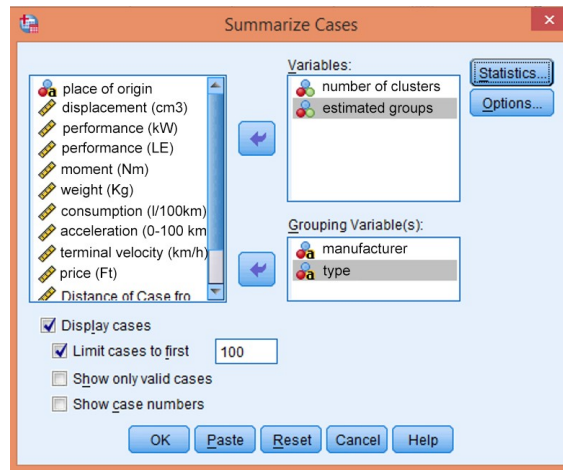 Summarize Cases
place of origin
displacement (cm3)
performance (kW)
performance (LE)
moment (Nm)
weight (Kg)
consumption (l/100km)
acceleration (0-100 km
terminal velocity (km/h)
price (Ft)
Distance of Case fro
Variables:
number of clusters
estimated groups
Statistics...
Options...
Grouping Variable(s):
manufacturer
type
Display cases
Limit cases to first 100
Show only valid cases
Show case numbers
OK Paste Reset Cancel Help